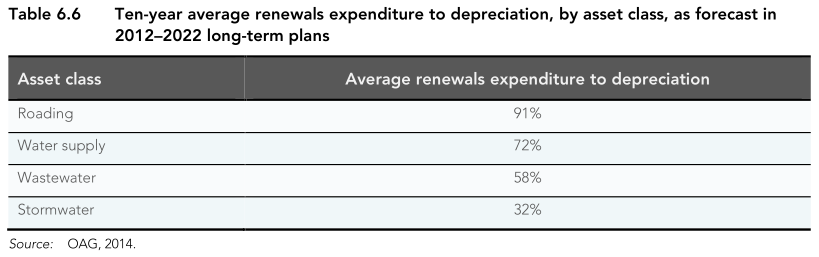 Table 6.6 Ten-year average renewals expenditure to depreciation, by asset class, as forecast in
2012–2022 long-term plans
Asset class Average renewals expenditure to depreciation
Roading 91%
Water supply 72%
Wastewater 58%
Stormwater 32%
Source: OAG, 2014.